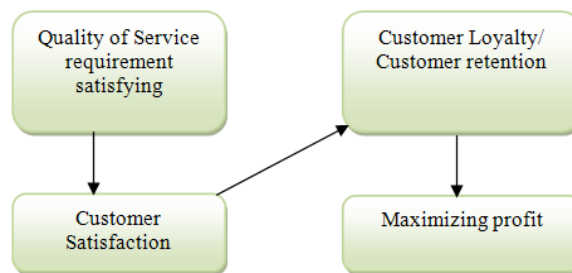 Quality of Service
requirement
satisfying
Customer
Satisfaction
Customer Loyalty/
Customer retention
Maximizing profit